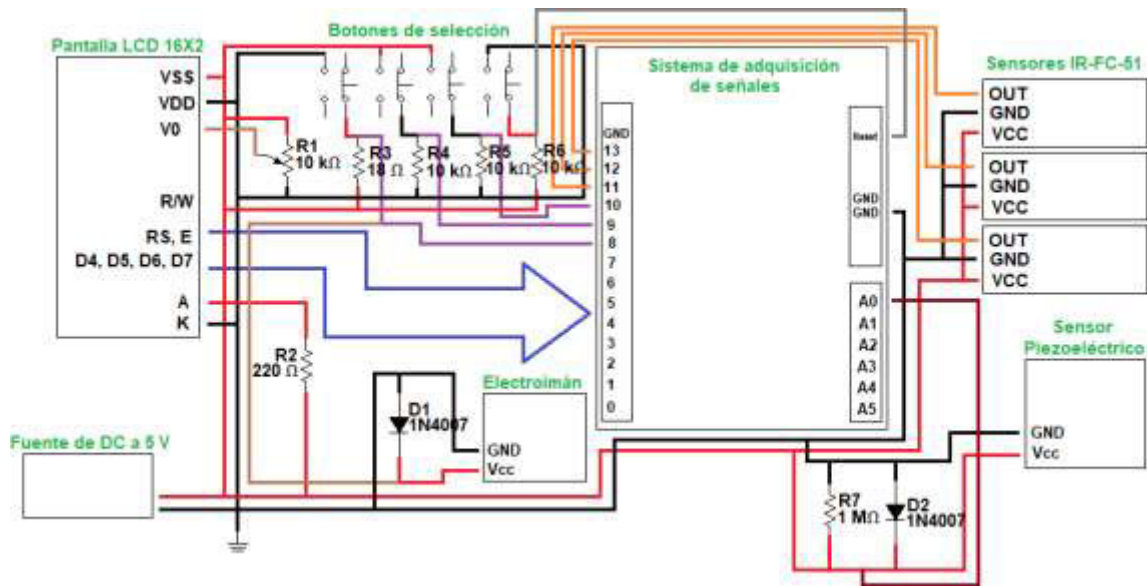 Botones de selección
Pantalla LCD 16X2
VSS
VDD
V0
R/W
RS, E
D4, D5, D6, D7
A
K
R1
10 kΩ
R3
18 Ω
R4
10 kΩ
R5
10 kΩ
R6
10 kΩ
R2
220 Ω
Sistema de adquisición
de señales
GND
13
12
11
10
9
8
7
6
5
4
3
2
1
0
Reset
GND
GND
A0
A1
A2
A3
A4
A5
Sensores IR-FC-51
OUT
GND
VCC
OUT
GND
VCC
OUT
GND
VCC
Sensor
Piezoeléctrico
GND
Vcc
Electroimán
GND
Vcc
D1
1N4007
Fuente de DC a 5 V
R7
1 MΩ
D2
1N4007